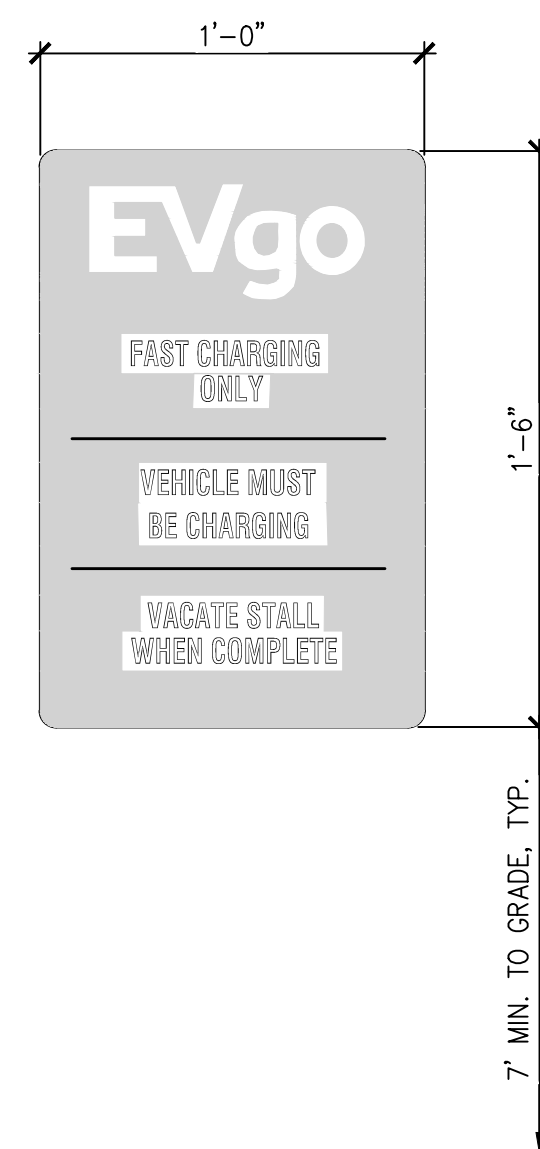 1'-0"
EVgo
FAST CHARGING
ONLY
1'-6"
VEHICLE MUST
BE CHARGING
VACATE STALL
WHEN COMPLETE
7' MIN. TO GRADE, TYP.